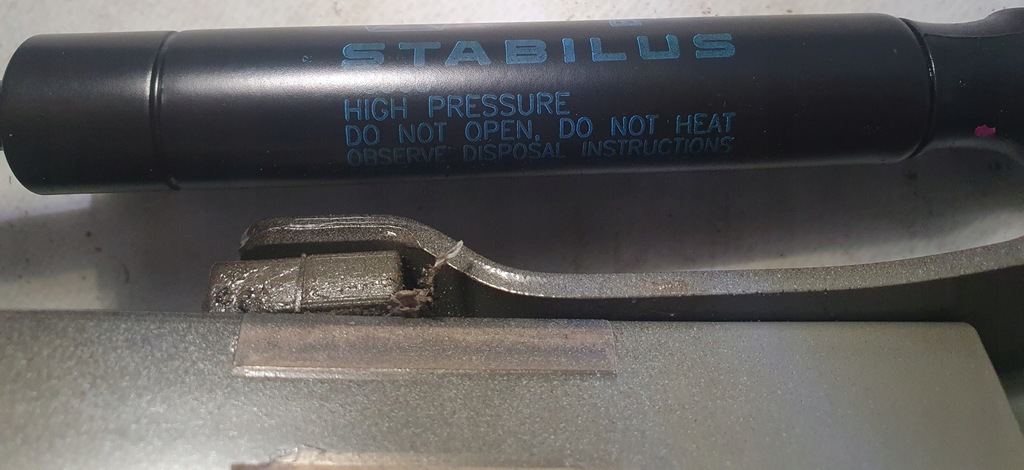 STABILUS
HIGH PRESSURE
DO NOT OPEN, DO NOT HEAT
OBSERVE DISPOSAL INSTRUCTIONS